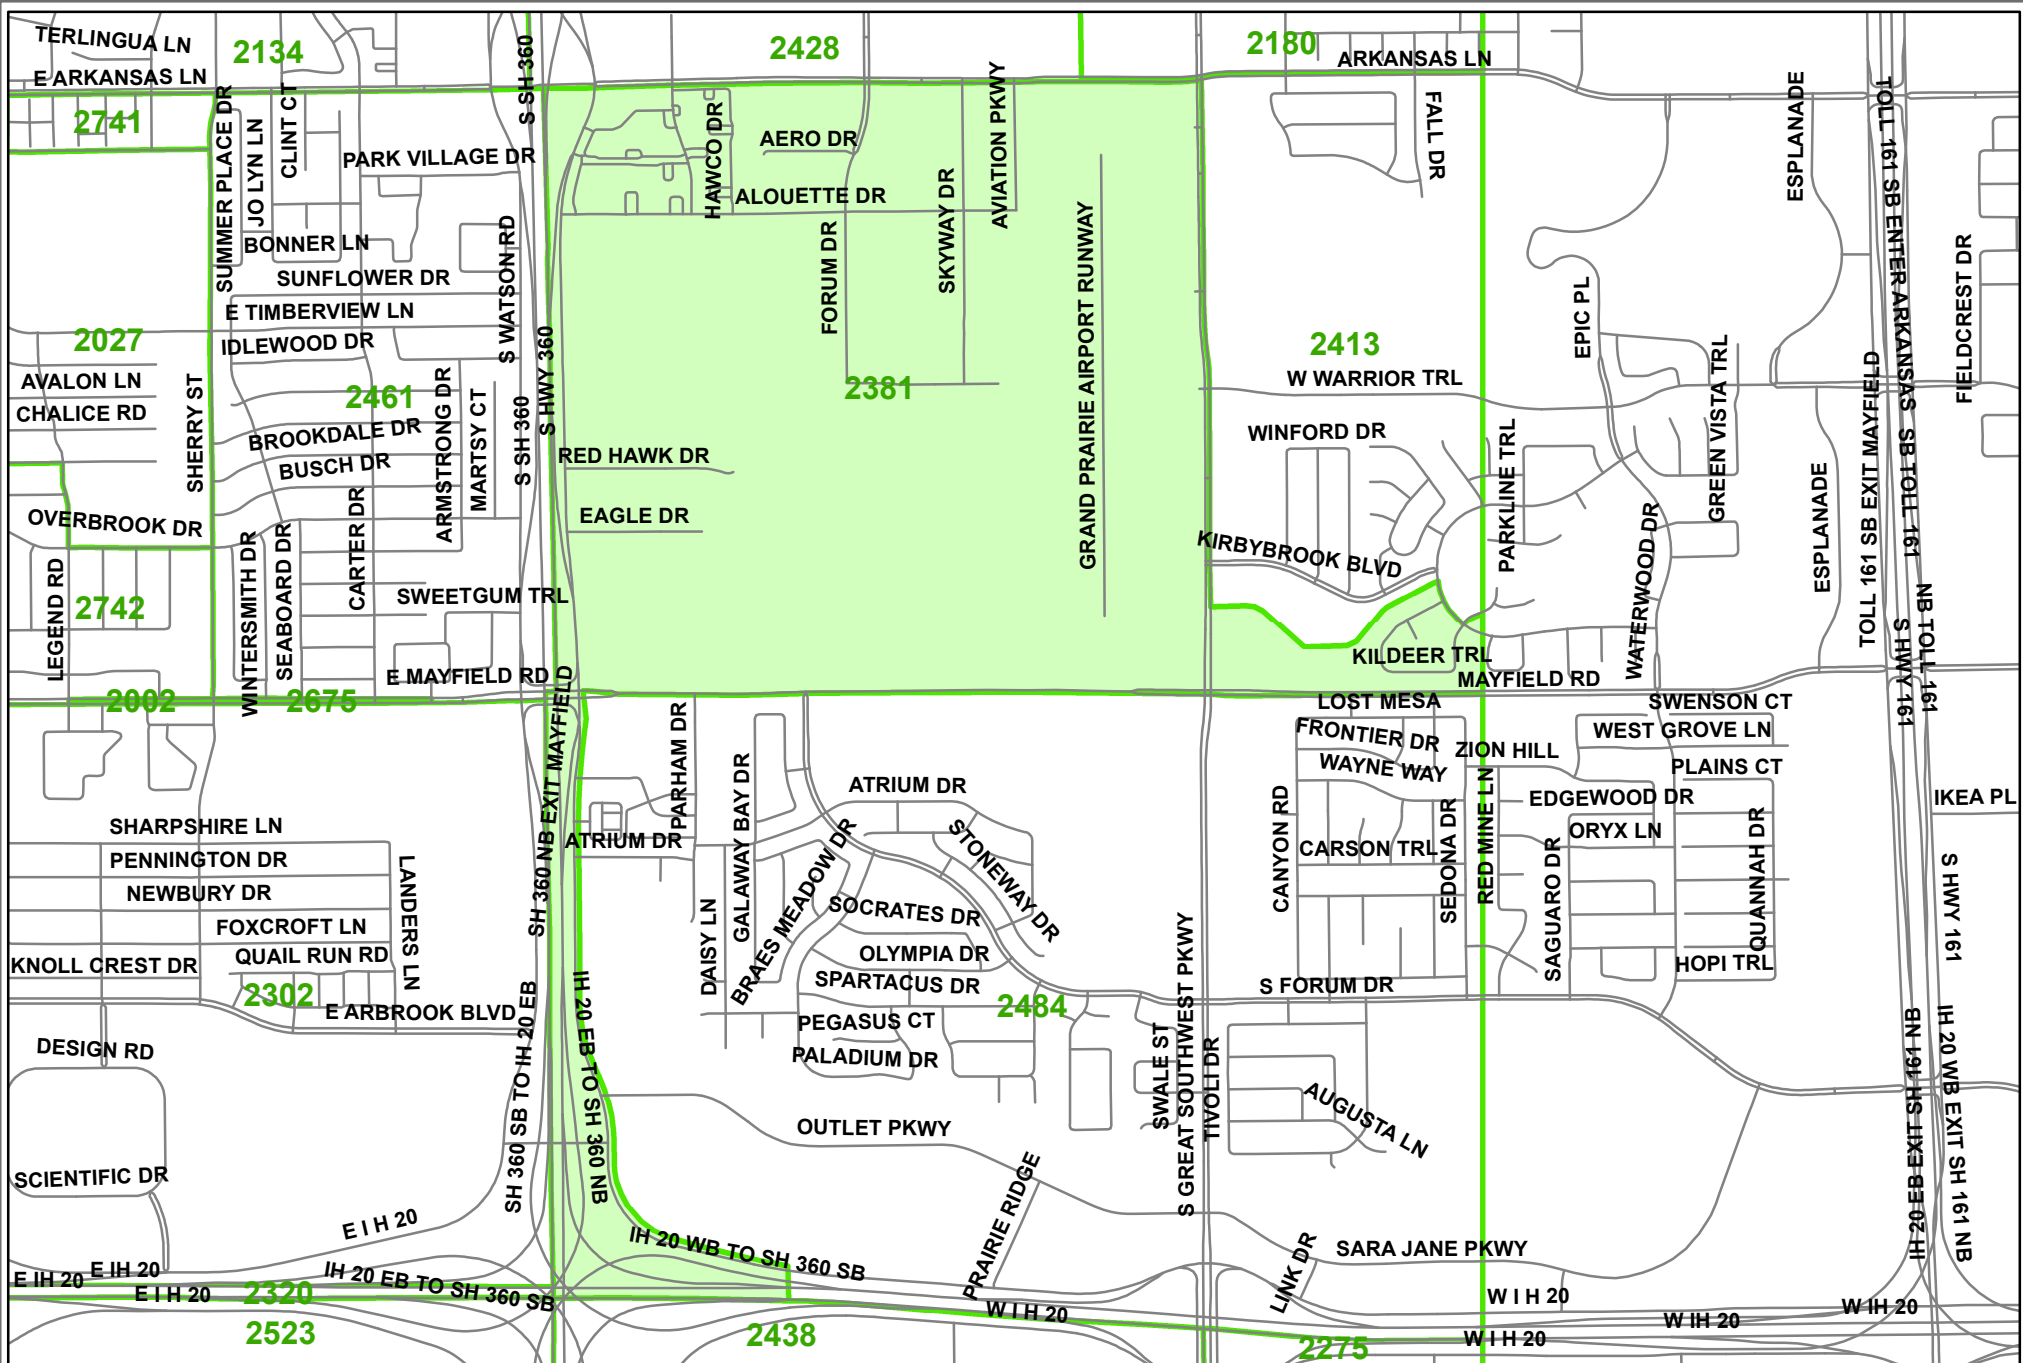 TERLINGUA LN
2134
2428
2180
ARKANSAS LN
E ARKANSAS LN
2741
S SH 360
SUMMER PLACE DR
JO LYN LN
CLINT CT
PARK VILLAGE DR
HAWCO DR
AERO DR
ALOUETTE DR
AVIATION PKWY
SKYWAY DR
FORUM DR
FALL DR
ESPLANADE
TOLL 161 SB ENTER ARKANSAS
SB TOLL 161
FIELDCREST DR
BONNER LN
SUNFLOWER DR
S WATSON RD
E TIMBERVIEW LN
IDLEWOOD DR
2027
AVALON LN
CHALICE RD
SHERRY ST
2461
BROOKDALE DR
BUSCH DR
ARMSTRONG DR
MARTSY CT
S SH 360
S HWY 360
2381
GRAND PRAIRIE AIRPORT RUNWAY
2413
W WARRIOR TRL
EPIC PL
GREEN VISTA TRL
TOLL 161 SB EXIT MAYFIELD
RED HAWK DR
EAGLE DR
WINFORD DR
PARKLINE TRL
KIRBYBROOK BLVD
WATERWOOD DR
ESPLANADE
OVERBROOK DR
LEGEND RD
2742
WINTERSMITH DR
SEABOARD DR
CARTER DR
SWEETGUM TRL
E MAYFIELD RD
KILDEER TRL
MAYFIELD RD
S HWY 161
NB TOLL 161
2002
2675
LOST MESA
SWENSON CT
FRONTIER DR
WEST GROVE LN
ZION HILL
WAYNE WAY
PLAINS CT
EDGEWOOD DR
ORYX LN
IKEA PL
SH 360 NB EXIT MAYFIELD
PARHAM DR
GALAWAY BAY DR
ATRIUM DR
ATRIUM DR
BRAES MEADOW DR
STONEWAY DR
CANYON RD
CARSON TRL
SEDONA DR
RED MINE LN
SAGUARO DR
QUANNAH DR
SHARPSHIRE LN
PENNINGTON DR
NEWBURY DR
FOXCROFT LN
LANDERS LN
QUAIL RUN RD
KNOLL CREST DR
2302
E ARBROOK BLVD
DAISY LN
SOCRATES DR
OLYMPIA DR
SPARTACUS DR
2484
PEGASUS CT
PALADIUM DR
S FORUM DR
HOPI TRL
S HWY 161
DESIGN RD
SH 360 SB TO IH 20 EB
IH 20 EB TO SH 360 NB
SWALE ST
S GREAT SOUTHWEST PKWY
TIVOLI DR
AUGUSTA LN
OUTLET PKWY
IH 20 EB EXIT SH 161 NB
IH 20 WB EXIT SH 161 NB
SCIENTIFIC DR
E I H 20
IH 20 WB TO SH 360 SB
PRAIRIE RIDGE
SARA JANE PKWY
LINK DR
E IH 20
E IH 20
E I H 20
2320
IH 20 EB TO SH 360 SB
W I H 20
W I H 20
W IH 20
W IH 20
2523
2438
2275
W I H 20